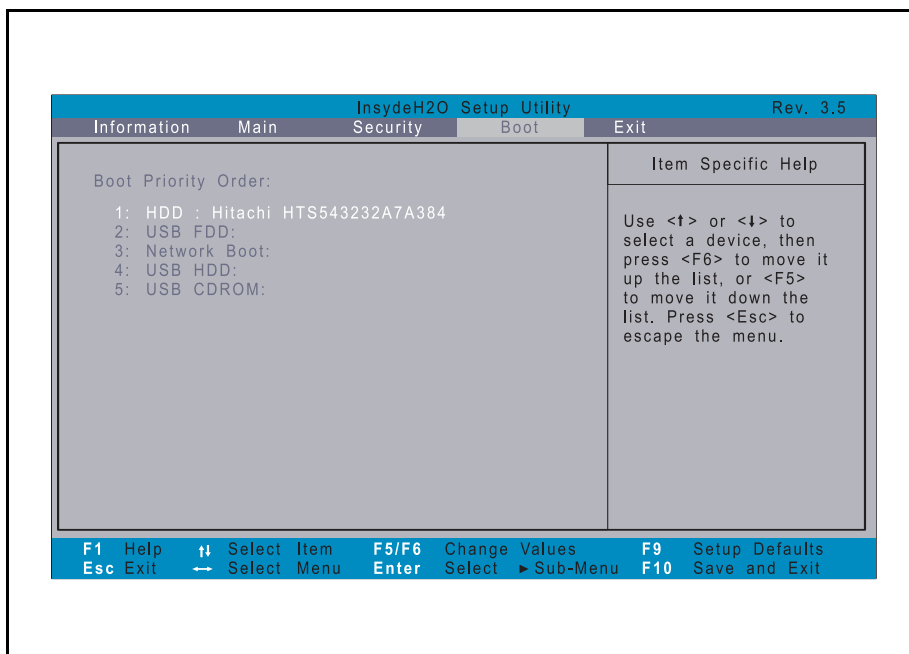 InsydeH2O Setup Utility Rev. 3.5
Information Main Security Boot Exit
Boot Priority Order:
1: HDD : Hitachi HTS543232A7A384
2: USB FDD:
3: Network Boot:
4: USB HDD:
5: USB CDROM:
Item Specific Help
Use <↑> or <↓> to
select a device, then
press <F6> to move it
up the list, or <F5>
to move it down the
list. Press <Esc> to
escape the menu.
F1 Help ↑↓ Select Item F5/F6 Change Values F9 Setup Defaults
Esc Exit ↔ Select Menu Enter Select ►Sub-Menu F10 Save and Exit